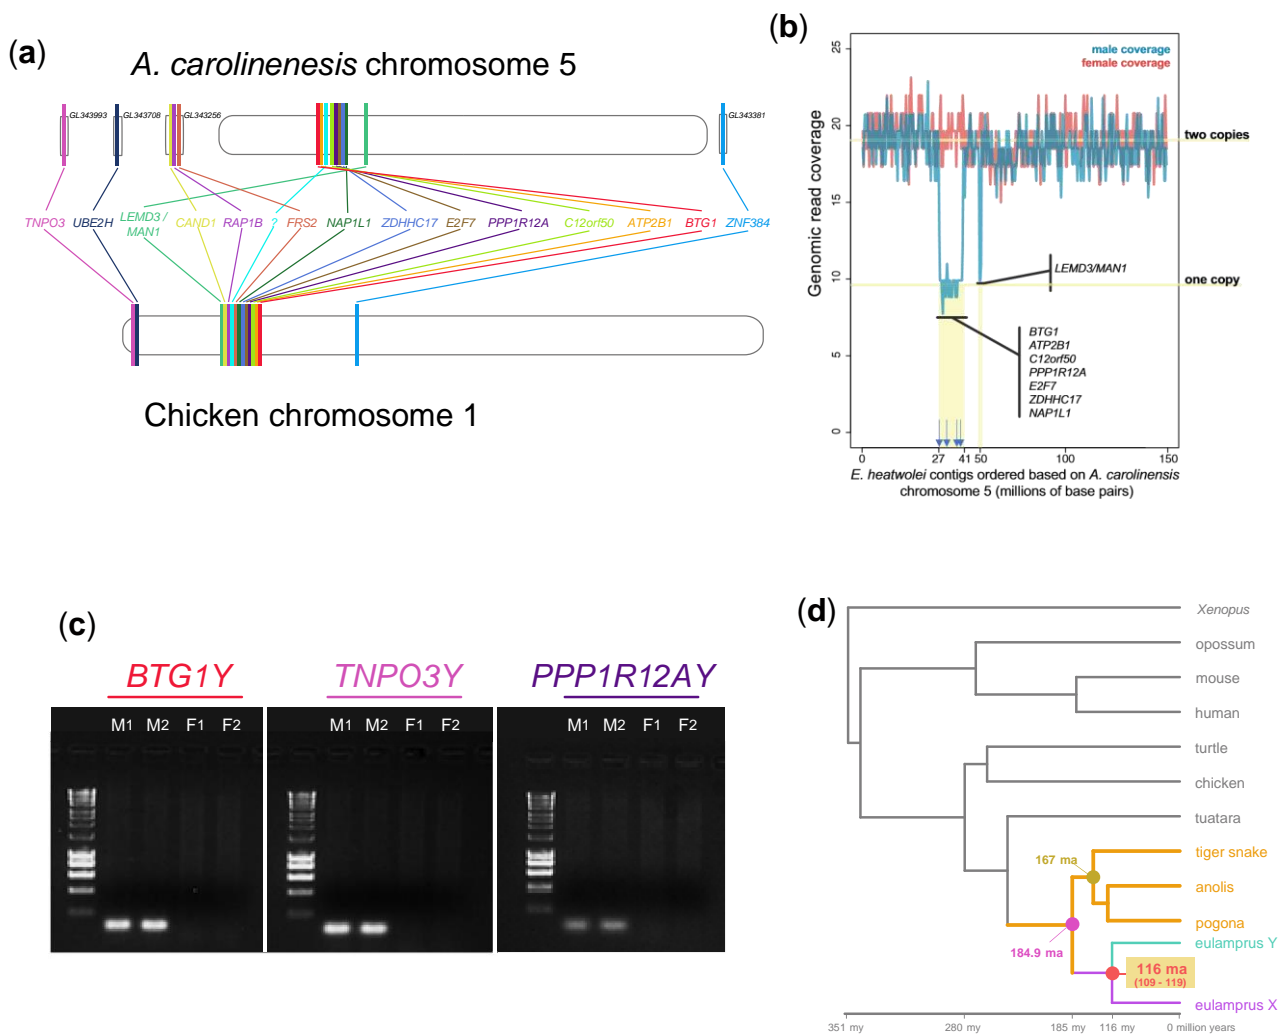 (a)
A. carolinenesis chromosome 5
GL343993
GL343708
GL343256
GL343381
TNPO3
UBE2H
LEMD3 /
MAN1
CAND1
RAP1B
?
FRS2
NAP1L1
ZDHHC17
E2F7
PPP1R12A
C12orf50
ATP2B1
BTG1
ZNF384
Chicken chromosome 1
(b)
Genomic read coverage
25
20
15
10
5
0
male coverage
female coverage
two copies
one copy
LEMD3/MAN1
BTG1
ATP2B1
C12orf50
PPP1R12A
E2F7
ZDHHC17
NAP1L1
0 27 41 50 100 150
E. heatwolei contigs ordered based on A. carolinensis
chromosome 5 (millions of base pairs)
(c)
BTG1Y
M1 M2 F1 F2
TNPO3Y
M1 M2 F1 F2
PPP1R12AY
M1 M2 F1 F2
(d)
Xenopus
opossum
mouse
human
turtle
chicken
tuatara
tiger snake
167 ma
anolis
pogona
184.9 ma
eulamprus Y
116 ma
(109 - 119)
eulamprus X
351 my 280 my 185 my 116 my 0 million years